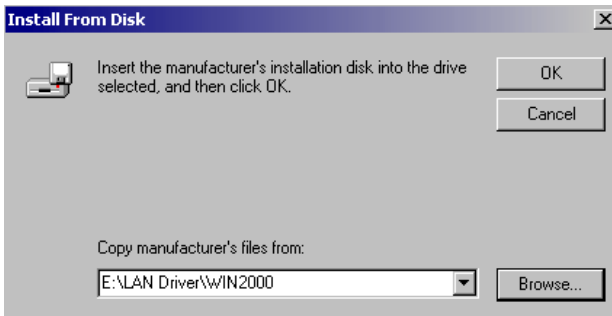 Install From Disk
Insert the manufacturer's installation disk into the drive
selected, and then click OK.
OK
Cancel
Copy manufacturer's files from:
E:\LAN Driver\WIN2000
Browse...